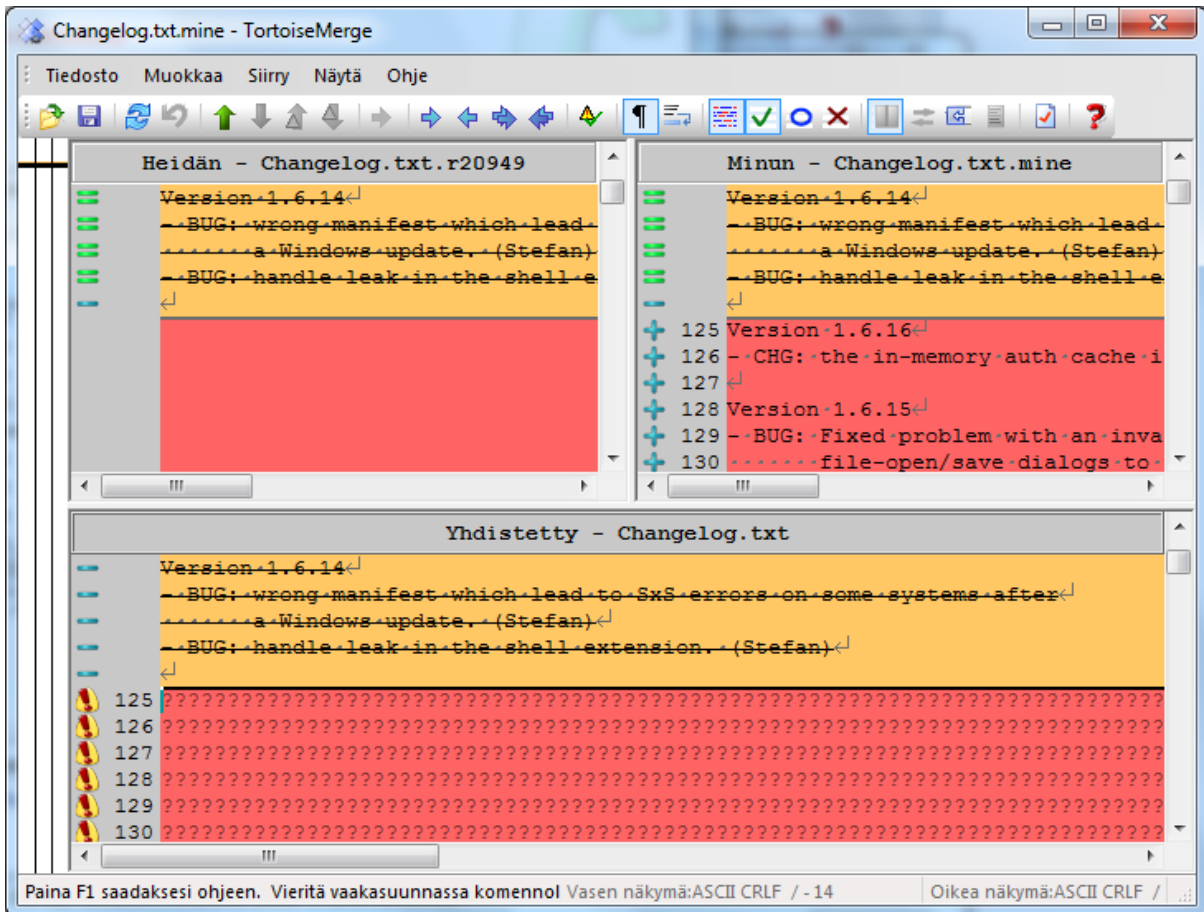 Changelog.txt.mine - TortoiseMerge
Tiedosto Muokkaa Siirry Näytä Ohje
Heidän - Changelog.txt.r20949
Version·1.6.14
-·BUG:·wrong·manifest·which·lead·
·······a·Windows·update.·(Stefan)
-·BUG:·handle·leak·in·the·shell·e
Minun - Changelog.txt.mine
Version·1.6.14
-·BUG:·wrong·manifest·which·lead·
·······a·Windows·update.·(Stefan)
-·BUG:·handle·leak·in·the·shell·e
125 Version·1.6.16
126 -·CHG:·the·in-memory·auth·cache·i
127
128 Version·1.6.15
129 -·BUG:·Fixed·problem·with·an·inva
130 ·······file-open/save·dialogs·to·
Yhdistetty - Changelog.txt
Version·1.6.14
-·BUG:·wrong·manifest·which·lead·to·SxS·errors·on·some·systems·after
·······a·Windows·update.·(Stefan)
-·BUG:·handle·leak·in·the·shell·extension.·(Stefan)
125 ????????????????????????????????????????????????????????????????????????????
126 ????????????????????????????????????????????????????????????????????????????
127 ????????????????????????????????????????????????????????????????????????????
128 ????????????????????????????????????????????????????????????????????????????
129 ????????????????????????????????????????????????????????????????????????????
130 ????????????????????????????????????????????????????????????????????????????
Paina F1 saadaksesi ohjeen. Vieritä vaakasuunnassa komennol Vasen näkymä:ASCII CRLF / - 14 Oikea näkymä:ASCII CRLF /